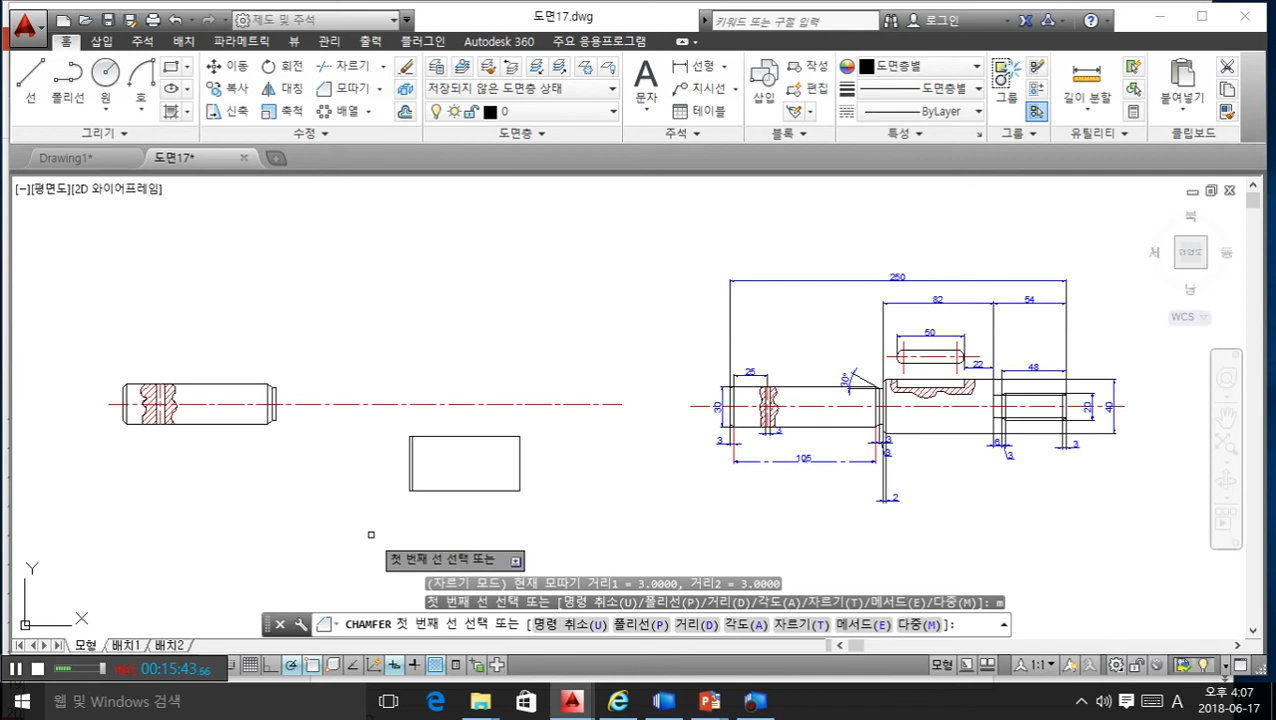 도면17.dwg
제도 및 주석
키워드 또는 구절 입력
로그인
홈 삽입 주석 배치 파라메트릭 뷰 관리 출력 플러그인 Autodesk 360 주요 응용프로그램
이동 회전 자르기 선형 작성 도면층별
저장되지 않은 도면층 상태
복사 대칭 모따기 지시선 편집 도면층별
선 폴리선 원 호 문자 삽입 그룹 길이 분할 붙여넣기
신축 축척 배열 0 테이블 ByLayer
그리기 수정 도면층 주석 블록 특성 그룹 유틸리티 클립보드
Drawing1* 도면17*
[−][평면도][2D 와이어프레임]
북
서 동
남
WCS
250
82 54
50
22
48
25
30°
30
20
40
3
3
3
3
6
3
3
105
2
첫 번째 선 선택 또는
(자르기 모드) 현재 모따기 거리1 = 3.0000, 거리2 = 3.0000
첫 번째 선 선택 또는 [명령 취소(U)/폴리선(P)/거리(D)/각도(A)/자르기(T)/메서드(E)/다중(M)]: m
CHAMFER 첫 번째 선 선택 또는 [명령 취소(U) 폴리선(P) 거리(D) 각도(A) 자르기(T) 메서드(E) 다중(M)]:
Y
X
모형 배치1 배치2
00:15:43.66
모형 1:1
웹 및 Windows 검색
A
오후 4:07
2018-06-17